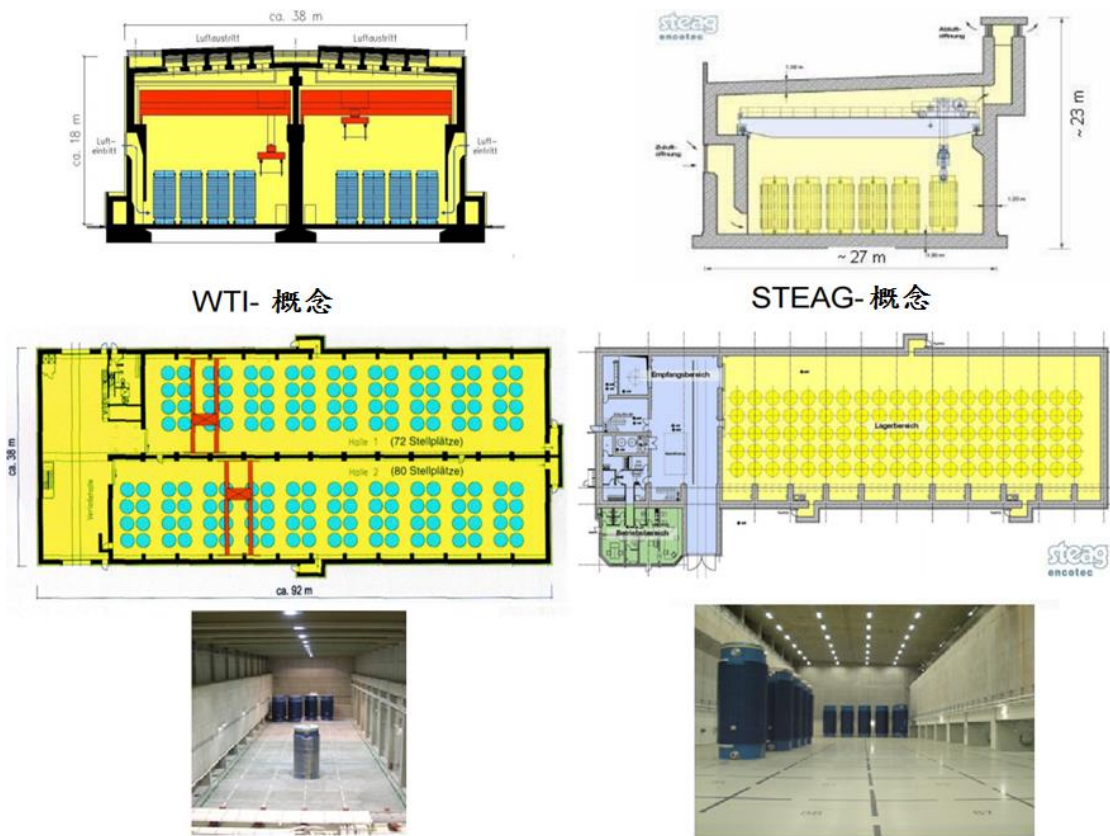 ca. 38 m
Luftaustritt
Luftaustritt
ca. 18 m
Luft-
eintritt
Luft-
eintritt
steag
encotec
Abluft-
öffnung
Zuluft-
öffnung
~ 23 m
~ 27 m
WTI- 概念
STEAG- 概念
ca. 38 m
Verladehalle
Halle 1 (72 Stellplätze)
Halle 2 (80 Stellplätze)
ca. 92 m
Empfangsbereich
Lagerbereich
Betriebsbereich
steag
encotec